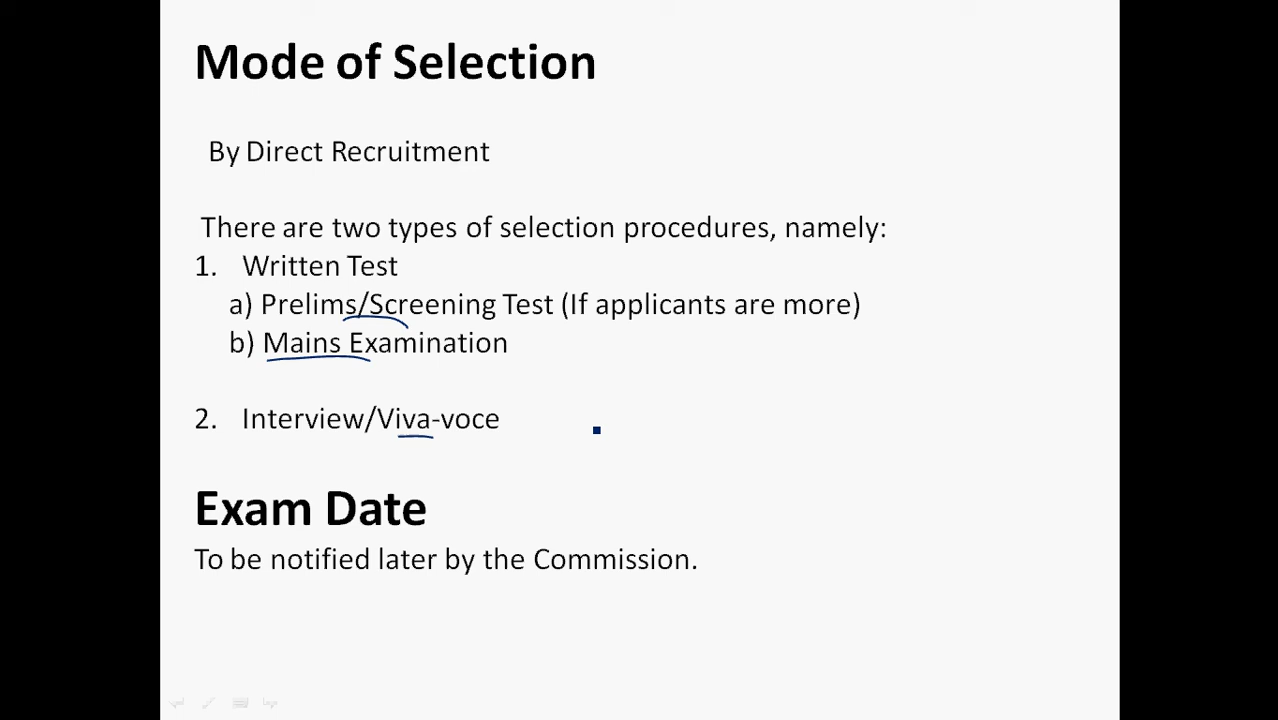 Mode of Selection
By Direct Recruitment
There are two types of selection procedures, namely:
1. Written Test
a) Prelims/Screening Test (If applicants are more)
b) Mains Examination
2. Interview/Viva-voce
Exam Date
To be notified later by the Commission.